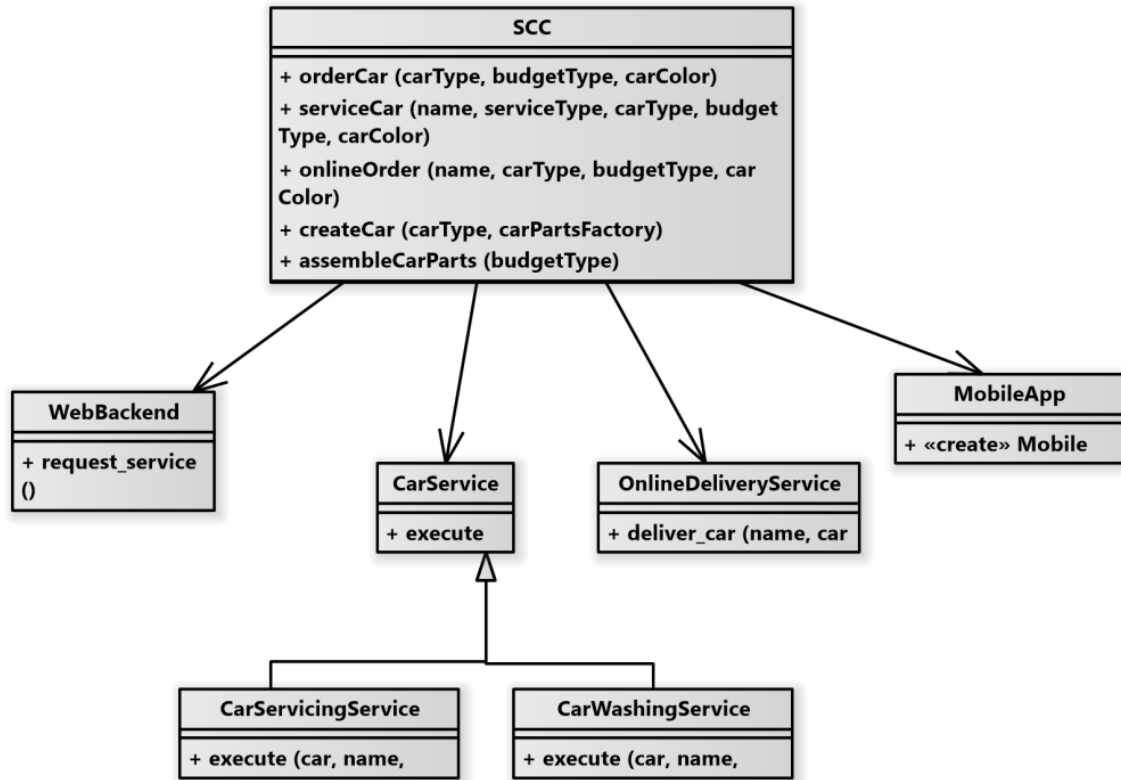 SCC
+ orderCar (carType, budgetType, carColor)
+ serviceCar (name, serviceType, carType, budget
Type, carColor)
+ onlineOrder (name, carType, budgetType, car
Color)
+ createCar (carType, carPartsFactory)
+ assembleCarParts (budgetType)
WebBackend
+ request_service
()
CarService
+ execute
OnlineDeliveryService
+ deliver_car (name, car
MobileApp
+ «create» Mobile
CarServicingService
+ execute (car, name,
CarWashingService
+ execute (car, name,